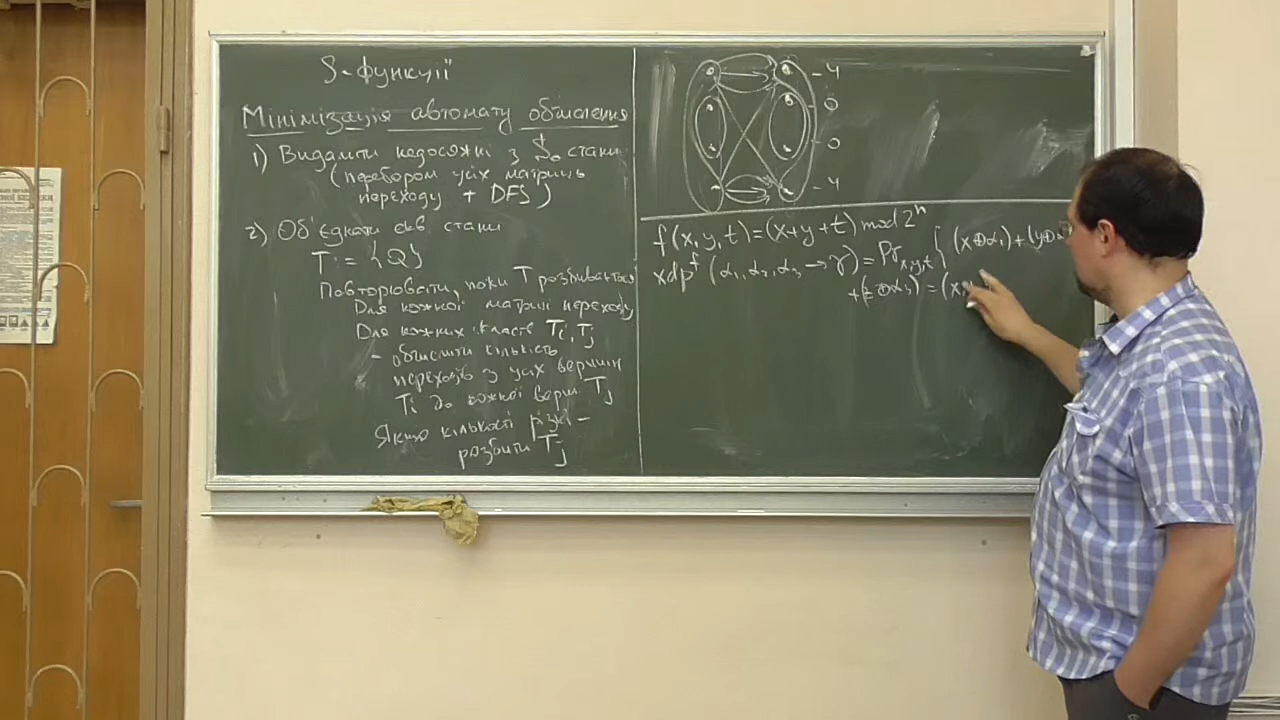 S-функції
Мінімізація автомату обчислення
1) Видалити недосяжні з S₀ стани
(перебором усіх матриць
переходу + DFS)
2) Об'єднати екв. стани
T := {Q}
Повторювати, поки T розбивається
Для кожної матриці переходу
Для кожних класів Tᵢ, Tⱼ
- обчислити кількість
переходів з усіх вершин
Tᵢ до кожної верш. Tⱼ
Якщо кількості різні -
розбити Tⱼ
- 4
0
- 0
- 4
f(x, y, t) = (x+y+t) mod 2ⁿ
xdpᶠ (α₁, α₂, α₃ → γ) = Pr_{x,y,t} { (x⊕α₁) + (y⊕
+ (t⊕α₃) = (x+y